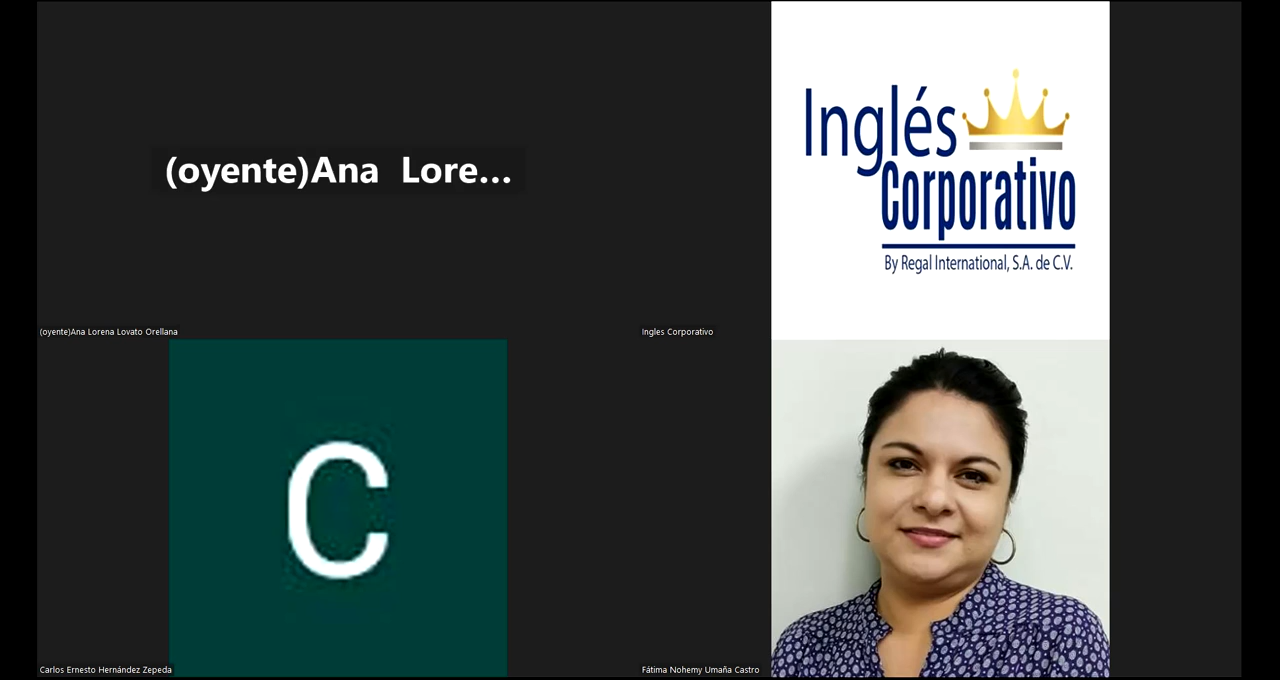 (oyente)Ana Lore...
(oyente)Ana Lorena Lovato Orellana
Inglés
Corporativo
By Regal International, S.A. de C.V.
Ingles Corporativo
C
Carlos Ernesto Hernández Zepeda
Fátima Nohemy Umaña Castro